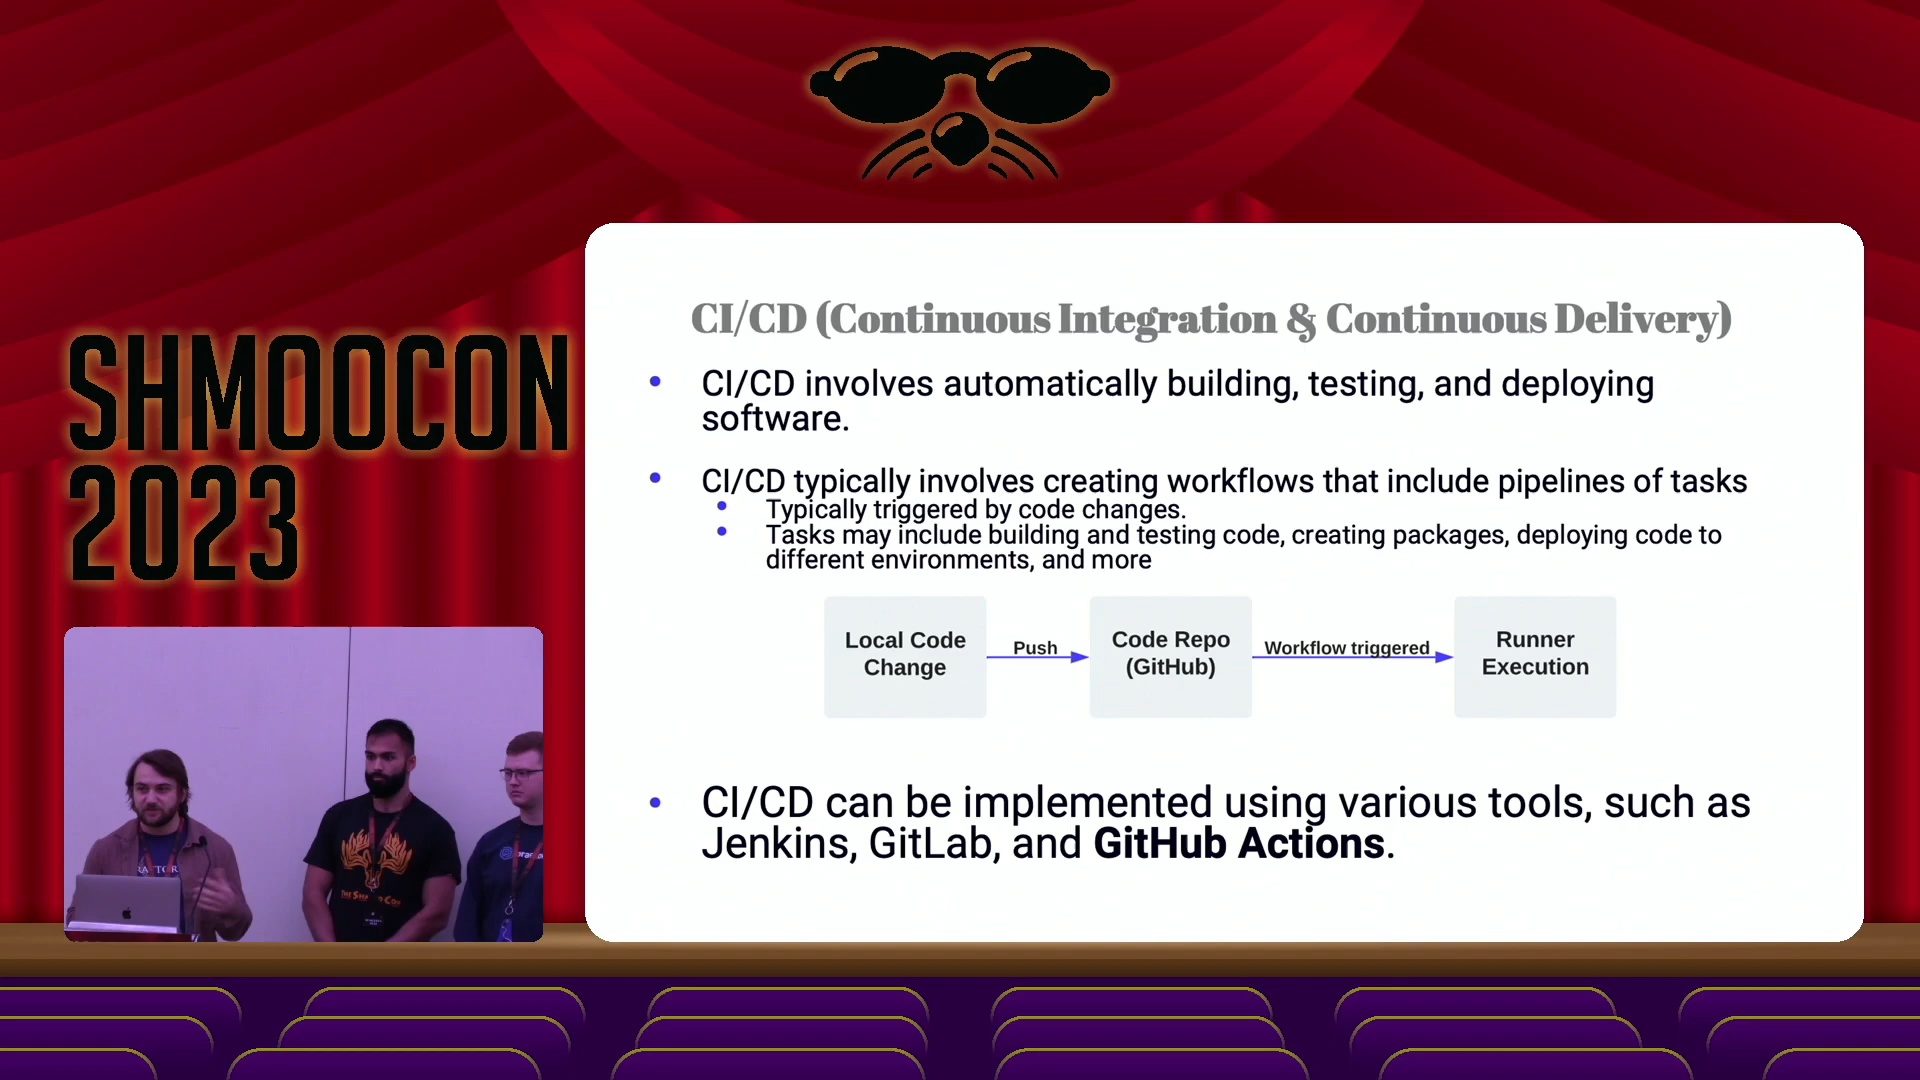 SHMOOCON
2023
CI/CD (Continuous Integration & Continuous Delivery)
CI/CD involves automatically building, testing, and deploying
software.
CI/CD typically involves creating workflows that include pipelines of tasks
Typically triggered by code changes.
Tasks may include building and testing code, creating packages, deploying code to
different environments, and more
Local Code
Change
Push
Code Repo
(GitHub)
Workflow triggered
Runner
Execution
CI/CD can be implemented using various tools, such as
Jenkins, GitLab, and GitHub Actions.